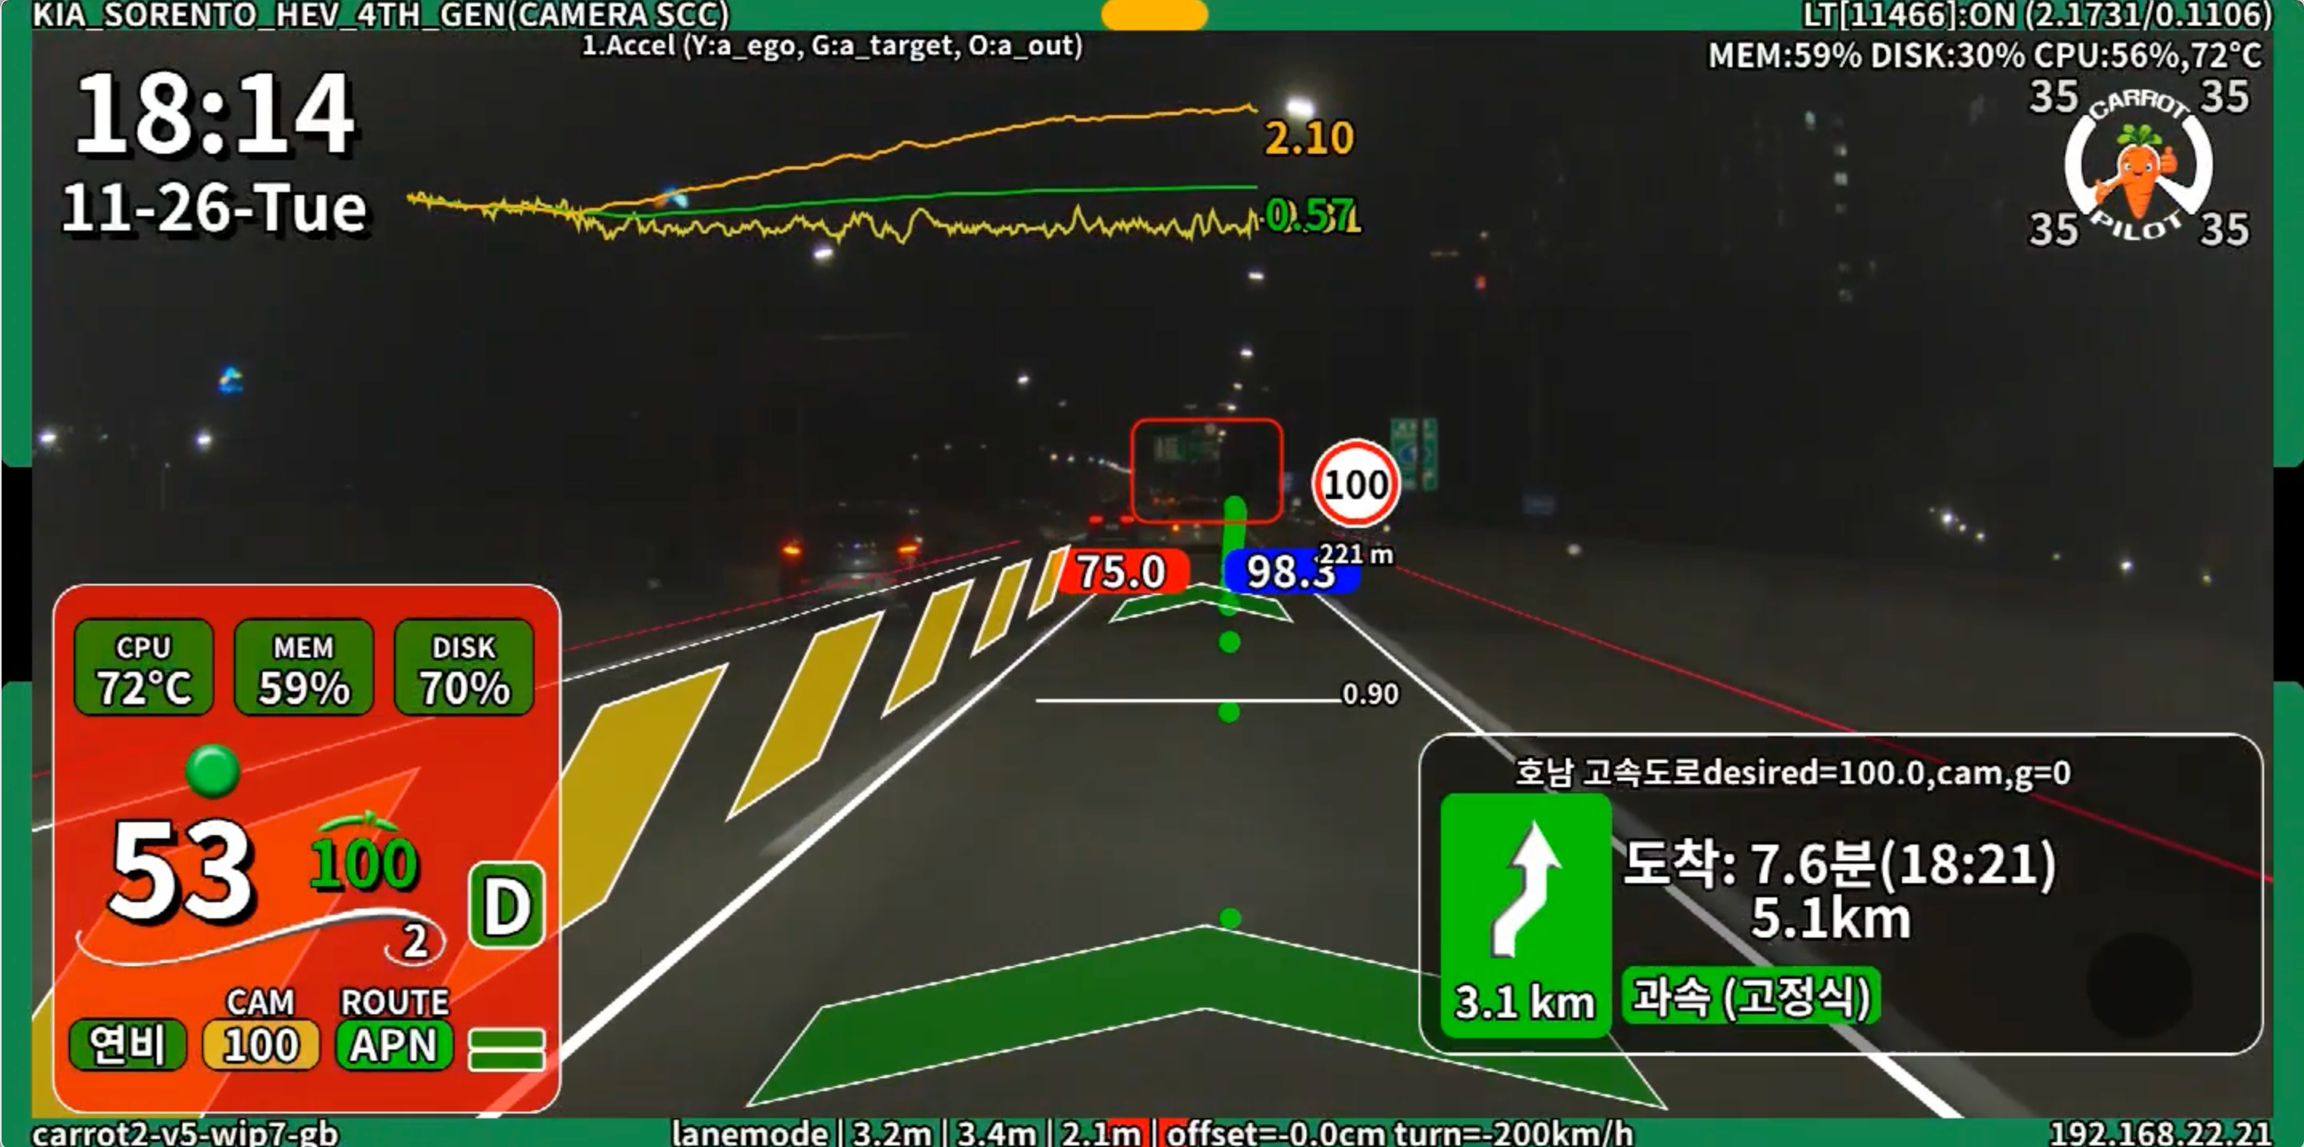 KIA_SORENTO_HEV_4TH_GEN(CAMERA SCC)
LT[11466]:ON (2.1731/0.1106)
1.Accel (Y:a_ego, G:a_target, O:a_out)
MEM:59% DISK:30% CPU:56%,72°C
18:14
11-26-Tue
2.10
0.57
35 CARROT 35
35 PILOT 35
100
221 m
75.0 98.3
0.90
CPU MEM DISK
72°C 59% 70%
53 100
D
2
CAM ROUTE
연비 100 APN
호남 고속도로desired=100.0,cam,g=0
도착: 7.6분(18:21)
5.1km
3.1 km 과속 (고정식)
carrot2-v5-wip7-gb
lanemode | 3.2m | 3.4m | 2.1m | offset=-0.0cm turn=-200km/h
192.168.22.21